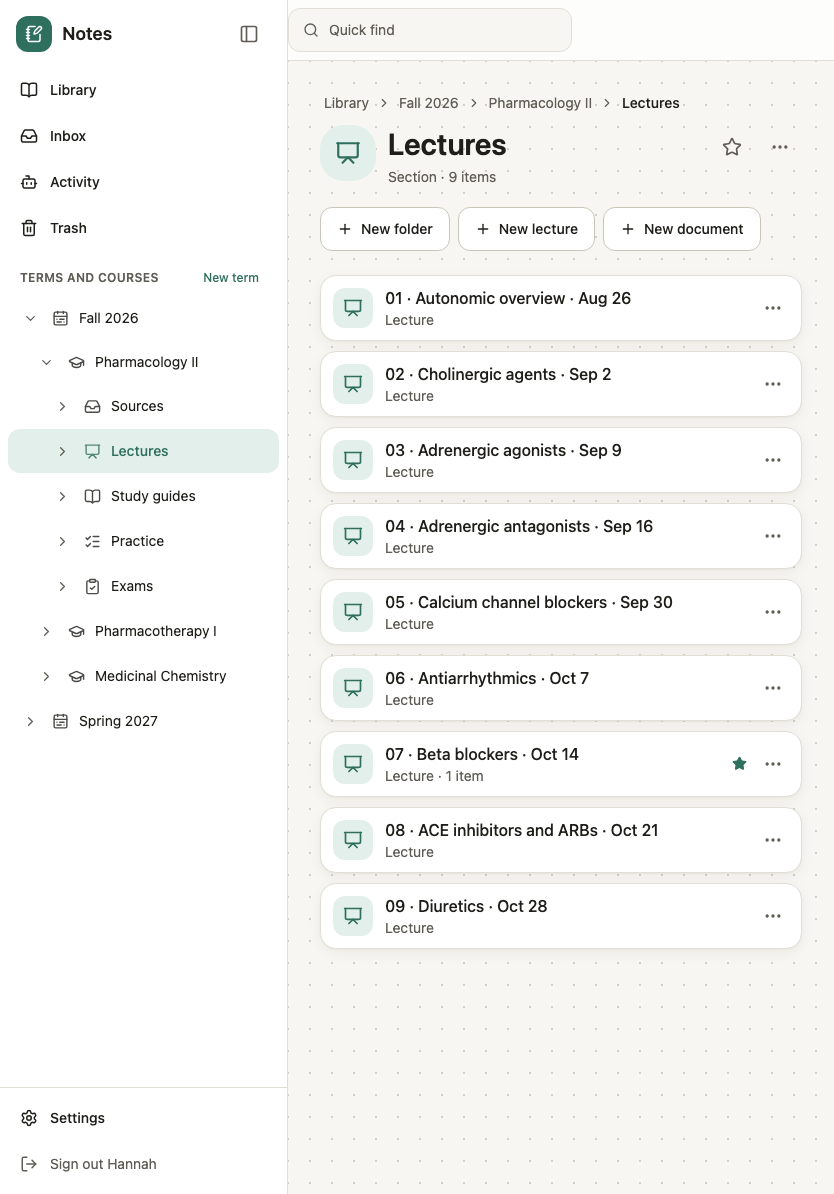 Notes
Library
Inbox
Activity
Trash
TERMS AND COURSES
New term
Fall 2026
Pharmacology II
Sources
Lectures
Study guides
Practice
Exams
Pharmacotherapy I
Medicinal Chemistry
Spring 2027
Settings
Sign out Hannah
Quick find
Library > Fall 2026 > Pharmacology II > Lectures
Lectures
Section · 9 items
+ New folder
+ New lecture
+ New document
01 · Autonomic overview · Aug 26
Lecture
02 · Cholinergic agents · Sep 2
Lecture
03 · Adrenergic agonists · Sep 9
Lecture
04 · Adrenergic antagonists · Sep 16
Lecture
05 · Calcium channel blockers · Sep 30
Lecture
06 · Antiarrhythmics · Oct 7
Lecture
07 · Beta blockers · Oct 14
Lecture · 1 item
08 · ACE inhibitors and ARBs · Oct 21
Lecture
09 · Diuretics · Oct 28
Lecture